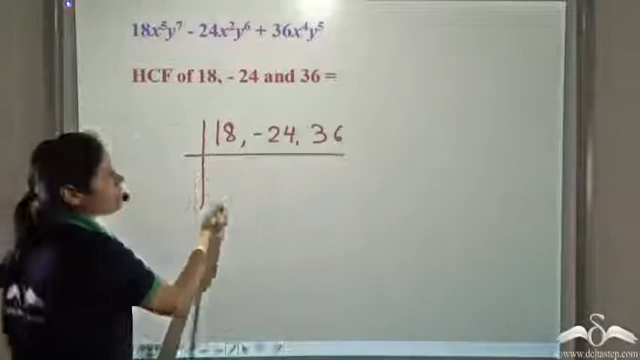 18x⁵y⁷ - 24x²y⁶ + 36x⁴y⁵
HCF of 18, - 24 and 36 =
18, -24, 36
www.deltastep.com